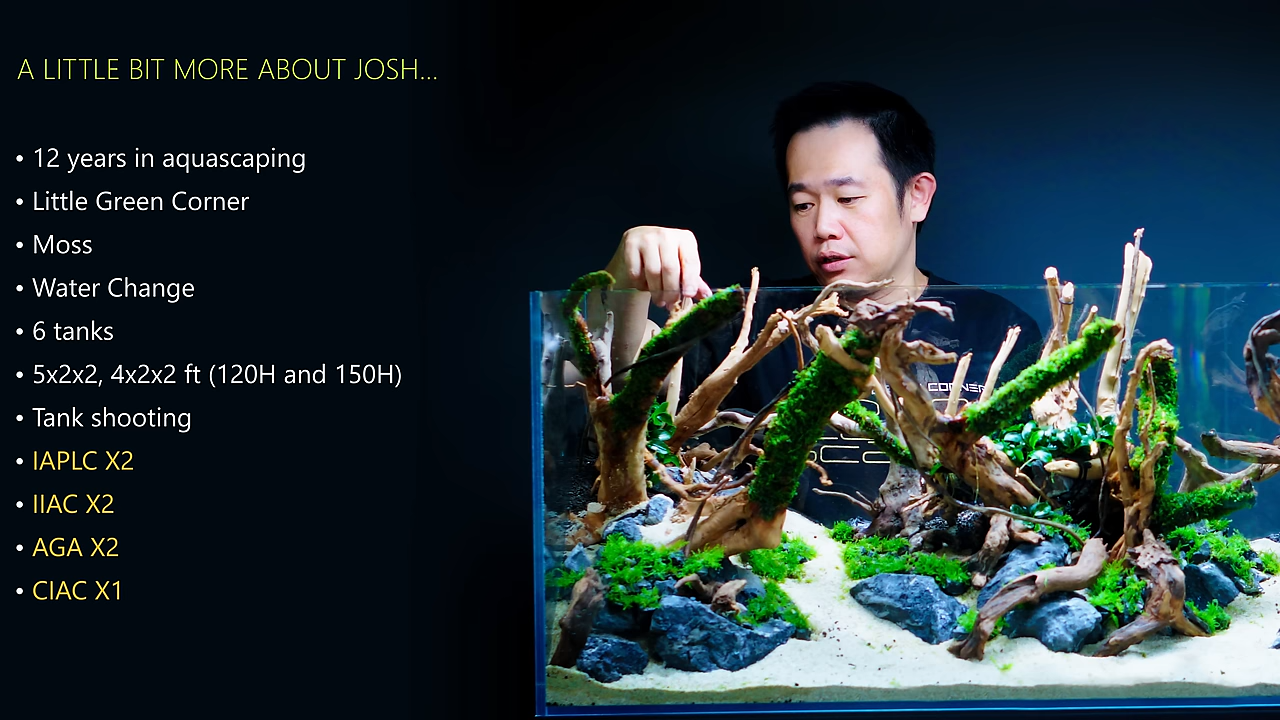 A LITTLE BIT MORE ABOUT JOSH...
• 12 years in aquascaping
• Little Green Corner
• Moss
• Water Change
• 6 tanks
• 5x2x2, 4x2x2 ft (120H and 150H)
• Tank shooting
• IAPLC X2
• IIAC X2
• AGA X2
• CIAC X1
CORNER